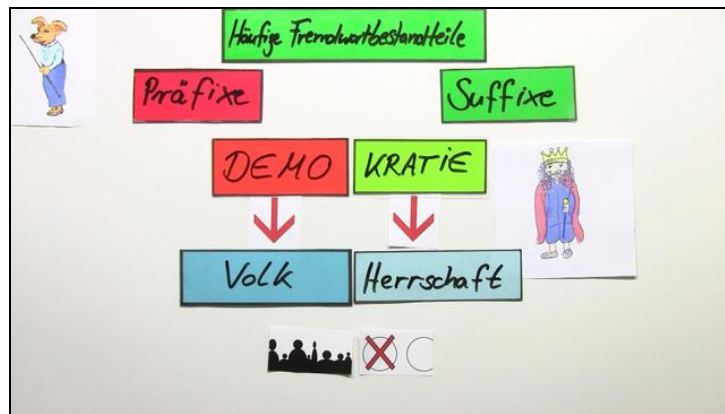 Häufige Fremdwortbestandteile
Präfixe
Suffixe
DEMO
KRATIE
VOLK
Herrschaft